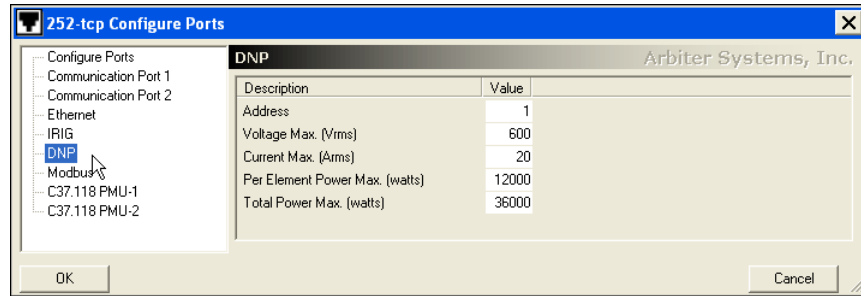 252-tcp Configure Ports
Configure Ports
Communication Port 1
Communication Port 2
Ethernet
IRIG
DNP
Modbus
C37.118 PMU-1
C37.118 PMU-2
DNP Arbiter Systems, Inc.
Description Value
Address 1
Voltage Max. (Vrms) 600
Current Max. (Arms) 20
Per Element Power Max. (watts) 12000
Total Power Max. (watts) 36000
OK Cancel